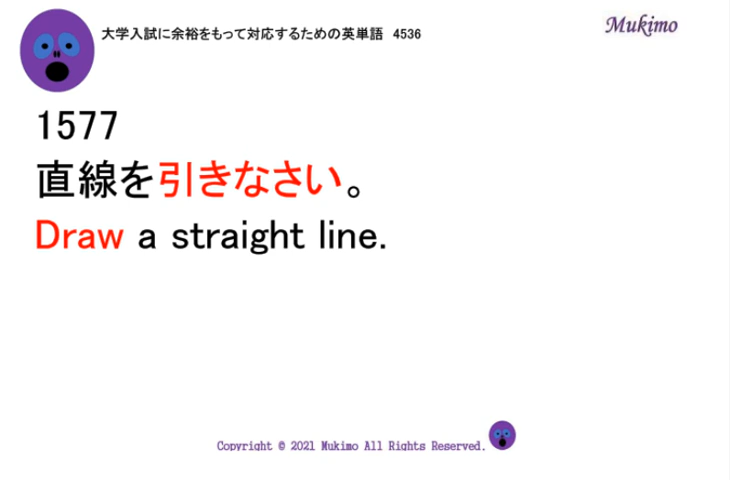 大学入試に余裕をもって対応するための英単語 4536
Mukimo
1577
直線を引きなさい。
Draw a straight line.
Copyright © 2021 Mukimo All Rights Reserved.